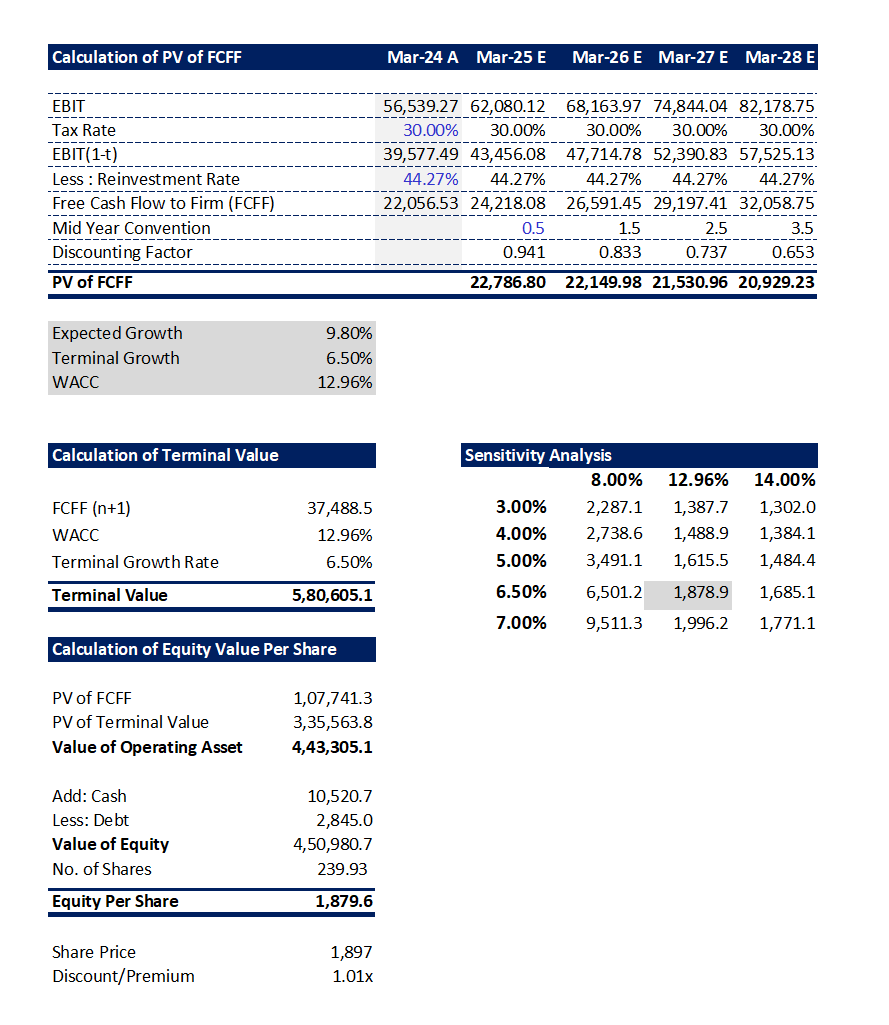 Calculation of PV of FCFF Mar-24 A Mar-25 E Mar-26 E Mar-27 E Mar-28 E
EBIT 56,539.27 62,080.12 68,163.97 74,844.04 82,178.75
Tax Rate 30.00% 30.00% 30.00% 30.00% 30.00%
EBIT(1-t) 39,577.49 43,456.08 47,714.78 52,390.83 57,525.13
Less : Reinvestment Rate 44.27% 44.27% 44.27% 44.27% 44.27%
Free Cash Flow to Firm (FCFF) 22,056.53 24,218.08 26,591.45 29,197.41 32,058.75
Mid Year Convention 0.5 1.5 2.5 3.5
Discounting Factor 0.941 0.833 0.737 0.653
PV of FCFF 22,786.80 22,149.98 21,530.96 20,929.23
Expected Growth 9.80%
Terminal Growth 6.50%
WACC 12.96%
Calculation of Terminal Value
FCFF (n+1) 37,488.5
WACC 12.96%
Terminal Growth Rate 6.50%
Terminal Value 5,80,605.1
Sensitivity Analysis
8.00% 12.96% 14.00%
3.00% 2,287.1 1,387.7 1,302.0
4.00% 2,738.6 1,488.9 1,384.1
5.00% 3,491.1 1,615.5 1,484.4
6.50% 6,501.2 1,878.9 1,685.1
7.00% 9,511.3 1,996.2 1,771.1
Calculation of Equity Value Per Share
PV of FCFF 1,07,741.3
PV of Terminal Value 3,35,563.8
Value of Operating Asset 4,43,305.1
Add: Cash 10,520.7
Less: Debt 2,845.0
Value of Equity 4,50,980.7
No. of Shares 239.93
Equity Per Share 1,879.6
Share Price 1,897
Discount/Premium 1.01x